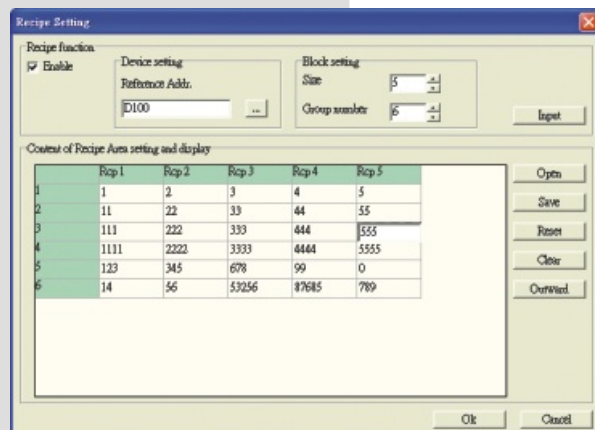 Recipe Setting
Recipe function
Enable
Device setting
Reference Addr.
D100
...
Block setting
Size 5
Group number 6
Input
Content of Recipe Area setting and display
Rcp 1 Rcp 2 Rcp 3 Rcp 4 Rcp 5
1 1 2 3 4 5
2 11 22 33 44 55
3 111 222 333 444 555
4 1111 2222 3333 4444 5555
5 123 345 678 99 0
6 14 56 53256 87685 789
Open
Save
Reset
Clear
Outward
Ok Cancel